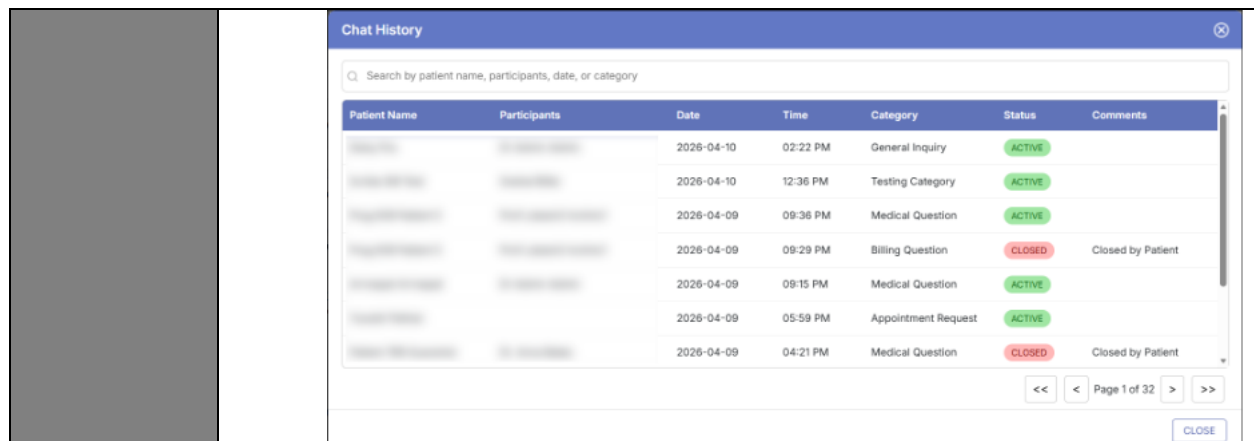 Chat History
Search by patient name, participants, date, or category
Patient Name Participants Date Time Category Status Comments
2026-04-10 02:22 PM General Inquiry ACTIVE
2026-04-10 12:36 PM Testing Category ACTIVE
2026-04-09 09:36 PM Medical Question ACTIVE
2026-04-09 09:29 PM Billing Question CLOSED Closed by Patient
2026-04-09 09:15 PM Medical Question ACTIVE
2026-04-09 05:59 PM Appointment Request ACTIVE
2026-04-09 04:21 PM Medical Question CLOSED Closed by Patient
<< < Page 1 of 32 > >>
CLOSE